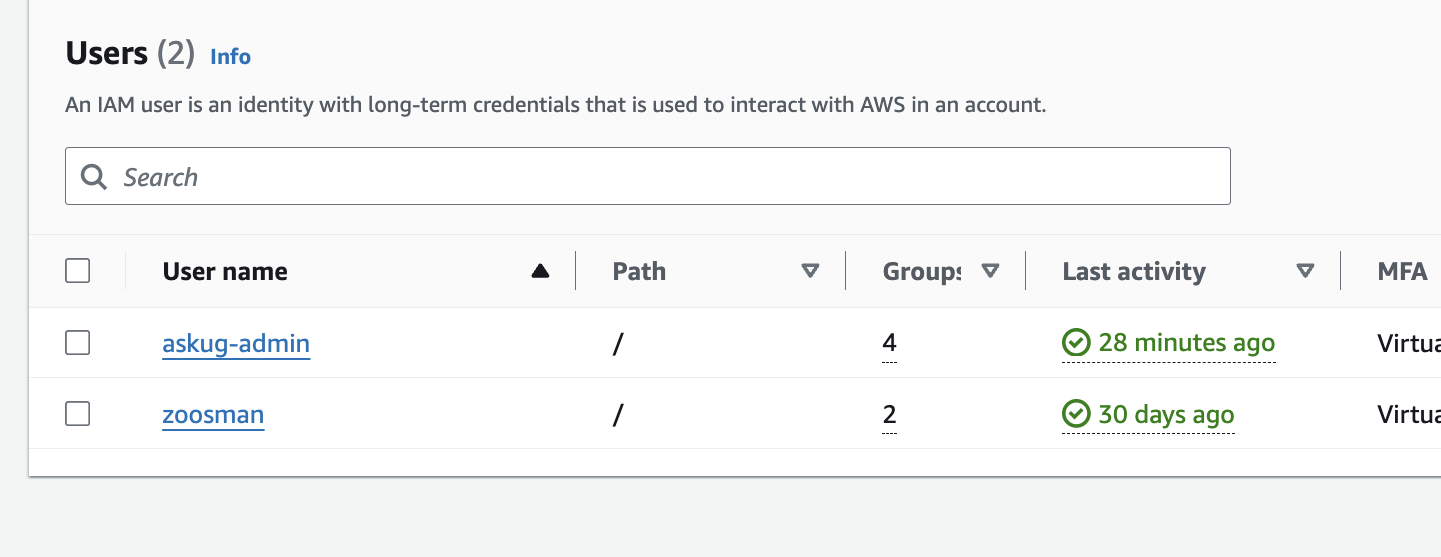 Users (2) Info
An IAM user is an identity with long-term credentials that is used to interact with AWS in an account.
Search
User name Path Groups Last activity MFA
askug-admin / 4 28 minutes ago Virtua
zoosman / 2 30 days ago Virtua